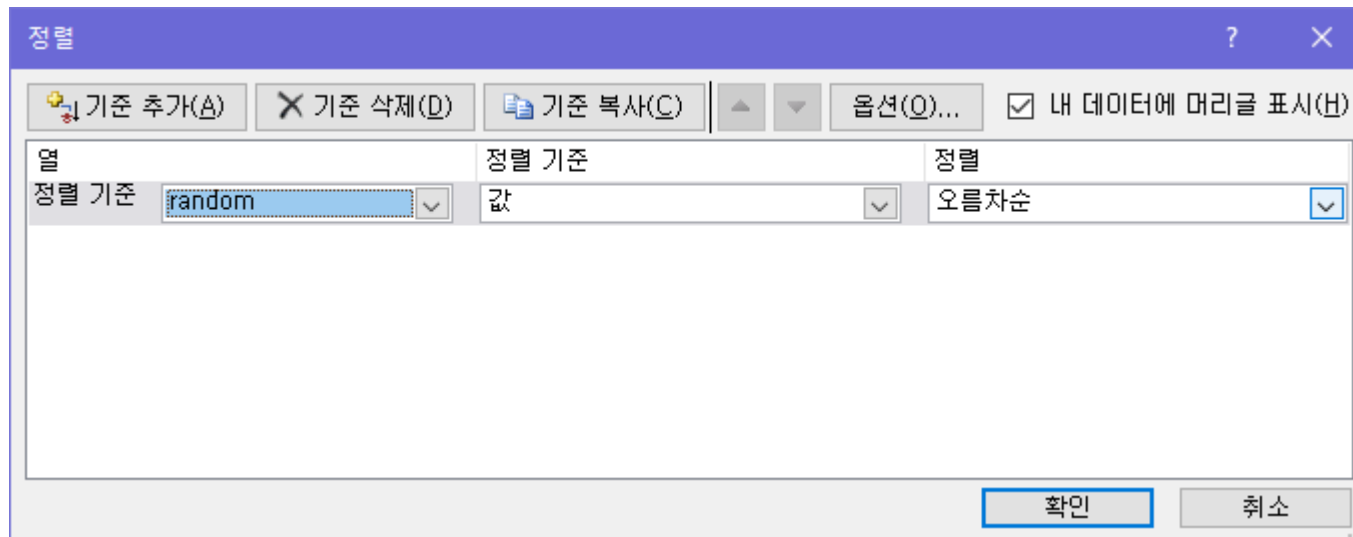 정렬 ?
기준 추가(A) 기준 삭제(D) 기준 복사(C) 옵션(O)... 내 데이터에 머리글 표시(H)
열 정렬 기준 정렬
정렬 기준 random 값 오름차순
확인 취소